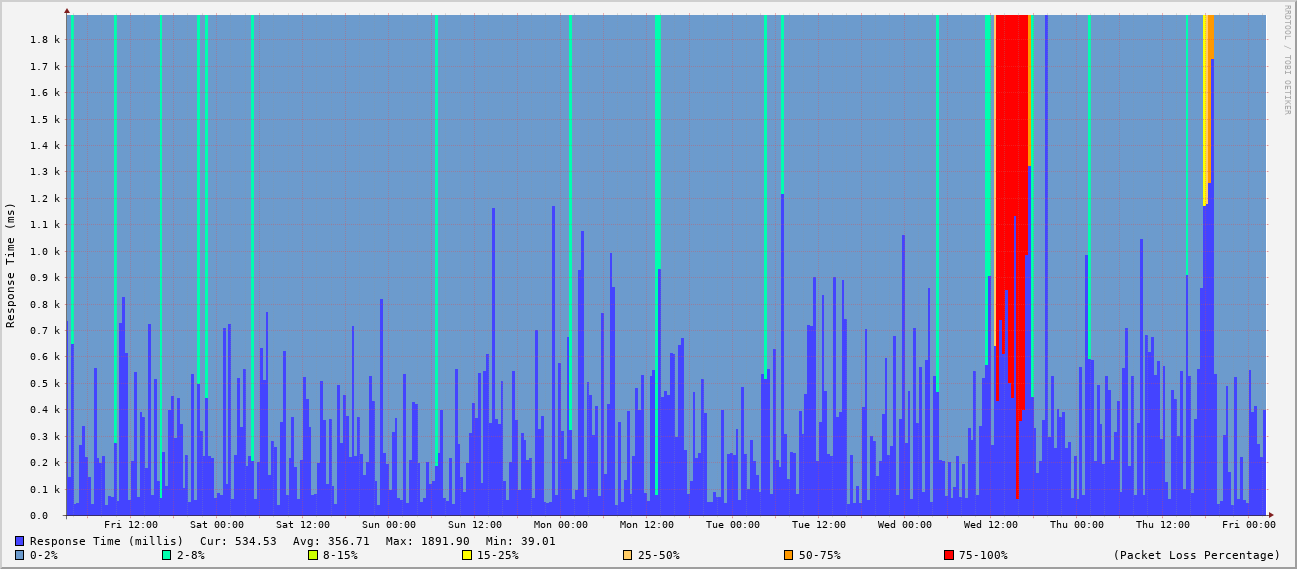 RRDTOOL / TOBI OETIKER
Response Time (ms)
1.8 k
1.7 k
1.6 k
1.5 k
1.4 k
1.3 k
1.2 k
1.1 k
1.0 k
0.9 k
0.8 k
0.7 k
0.6 k
0.5 k
0.4 k
0.3 k
0.2 k
0.1 k
0.0
Fri 12:00 Sat 00:00 Sat 12:00 Sun 00:00 Sun 12:00 Mon 00:00 Mon 12:00 Tue 00:00 Tue 12:00 Wed 00:00 Wed 12:00 Thu 00:00 Thu 12:00 Fri 00:00
Response Time (millis) Cur: 534.53 Avg: 356.71 Max: 1891.90 Min: 39.01
0-2% 2-8% 8-15% 15-25% 25-50% 50-75% 75-100% (Packet Loss Percentage)